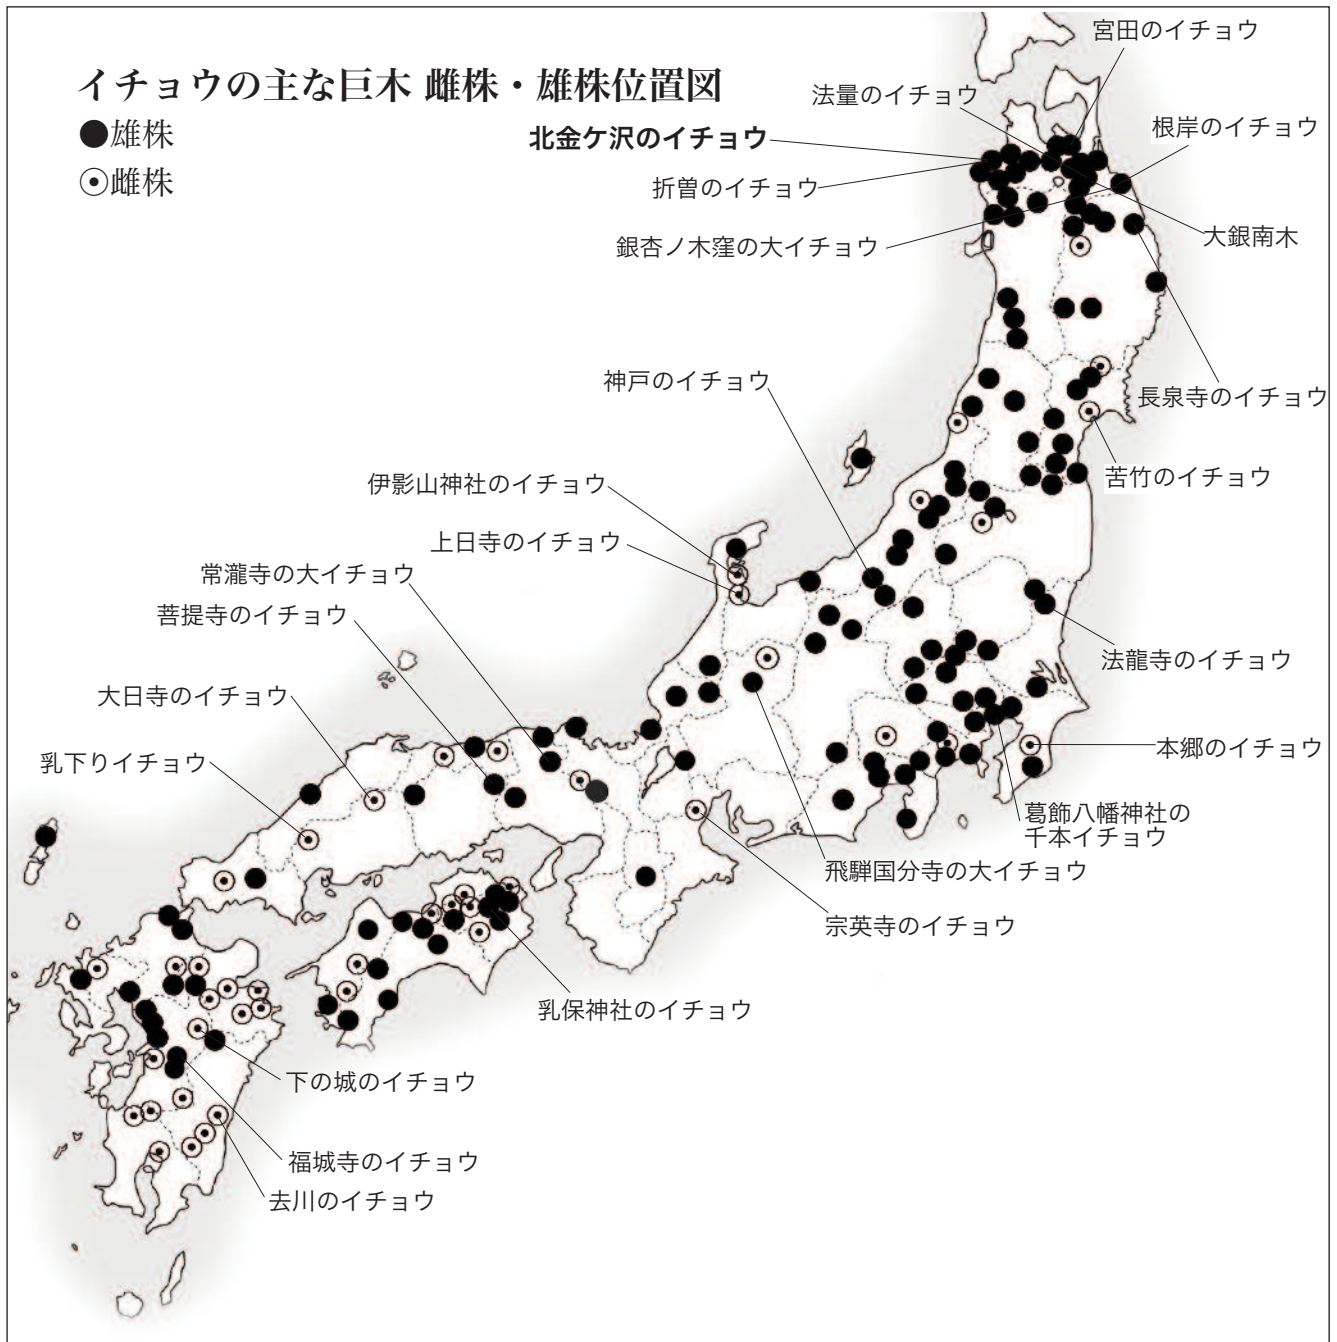 イチョウの主な巨木 雌株・雄株位置図
●雄株
雌株
宮田のイチョウ
法量のイチョウ
根岸のイチョウ
北金ケ沢のイチョウ
折曽のイチョウ
銀杏ノ木窪の大イチョウ
大銀南木
神戸のイチョウ
長泉寺のイチョウ
伊影山神社のイチョウ
苦竹のイチョウ
上日寺のイチョウ
常瀧寺の大イチョウ
菩提寺のイチョウ
法龍寺のイチョウ
大日寺のイチョウ
乳下りイチョウ
本郷のイチョウ
葛飾八幡神社の
千本イチョウ
飛騨国分寺の大イチョウ
宗英寺のイチョウ
乳保神社のイチョウ
下の城のイチョウ
福城寺のイチョウ
去川のイチョウ